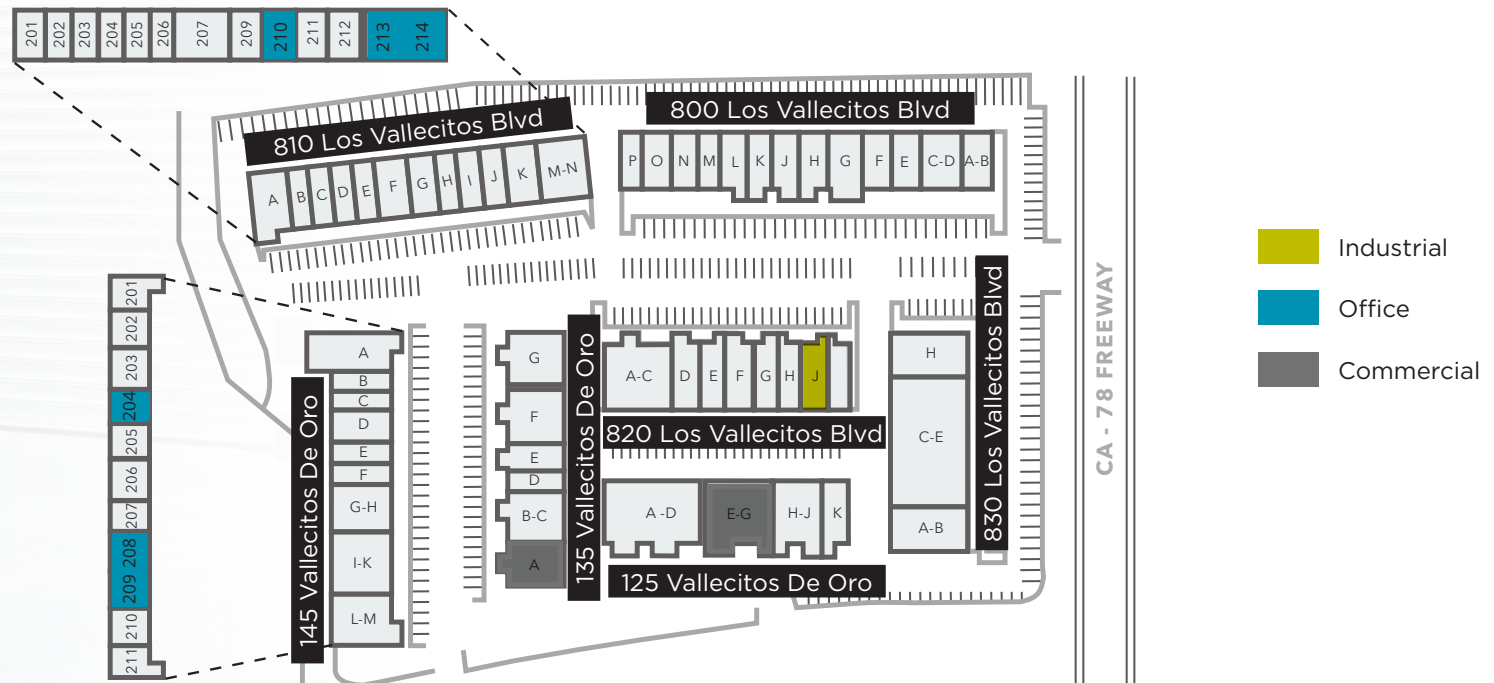 201 202 203 204 205 206 207 209 210 211 212 213 214
810 Los Vallecitos Blvd
A B C D E F G H I J K M-N
800 Los Vallecitos Blvd
P O N M L K J H G F E C-D A-B
201
202
203
204
205
206
207
208
209
210
211
145 Vallecitos De Oro
A
B
C
D
E
F
G-H
I-K
L-M
G
F
E
D
B-C
A
135 Vallecitos De Oro
A-C D E F G H J
820 Los Vallecitos Blvd
A -D E-G H-J K
125 Vallecitos De Oro
H
C-E
A-B
830 Los Vallecitos Blvd
CA - 78 FREEWAY
Industrial
Office
Commercial